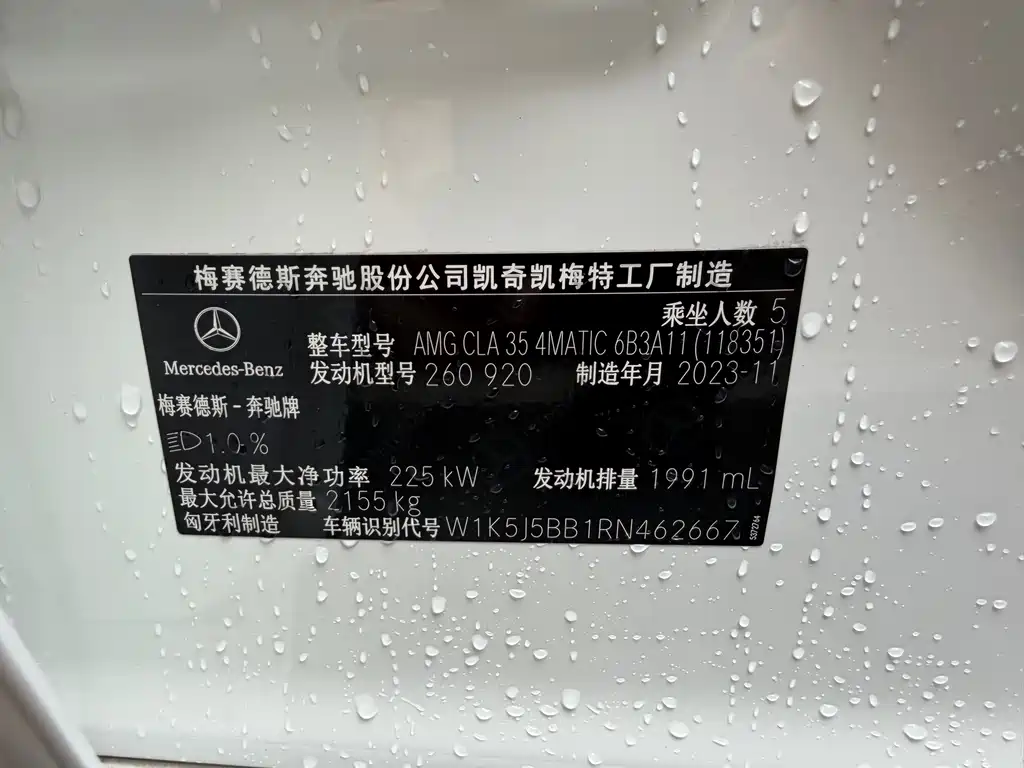 梅赛德斯奔驰股份公司凯奇凯梅特工厂制造
乘坐人数 5
Mercedes-Benz
整车型号 AMG CLA 35 4MATIC 6B3A11 (118351)
发动机型号 260 920 制造年月 2023-11
梅赛德斯-奔驰牌
1.0 %
发动机最大净功率 225 kW 发动机排量 1991 mL
最大允许总质量 2155 kg
匈牙利制造 车辆识别代号 W1K5J5BB1RN462667